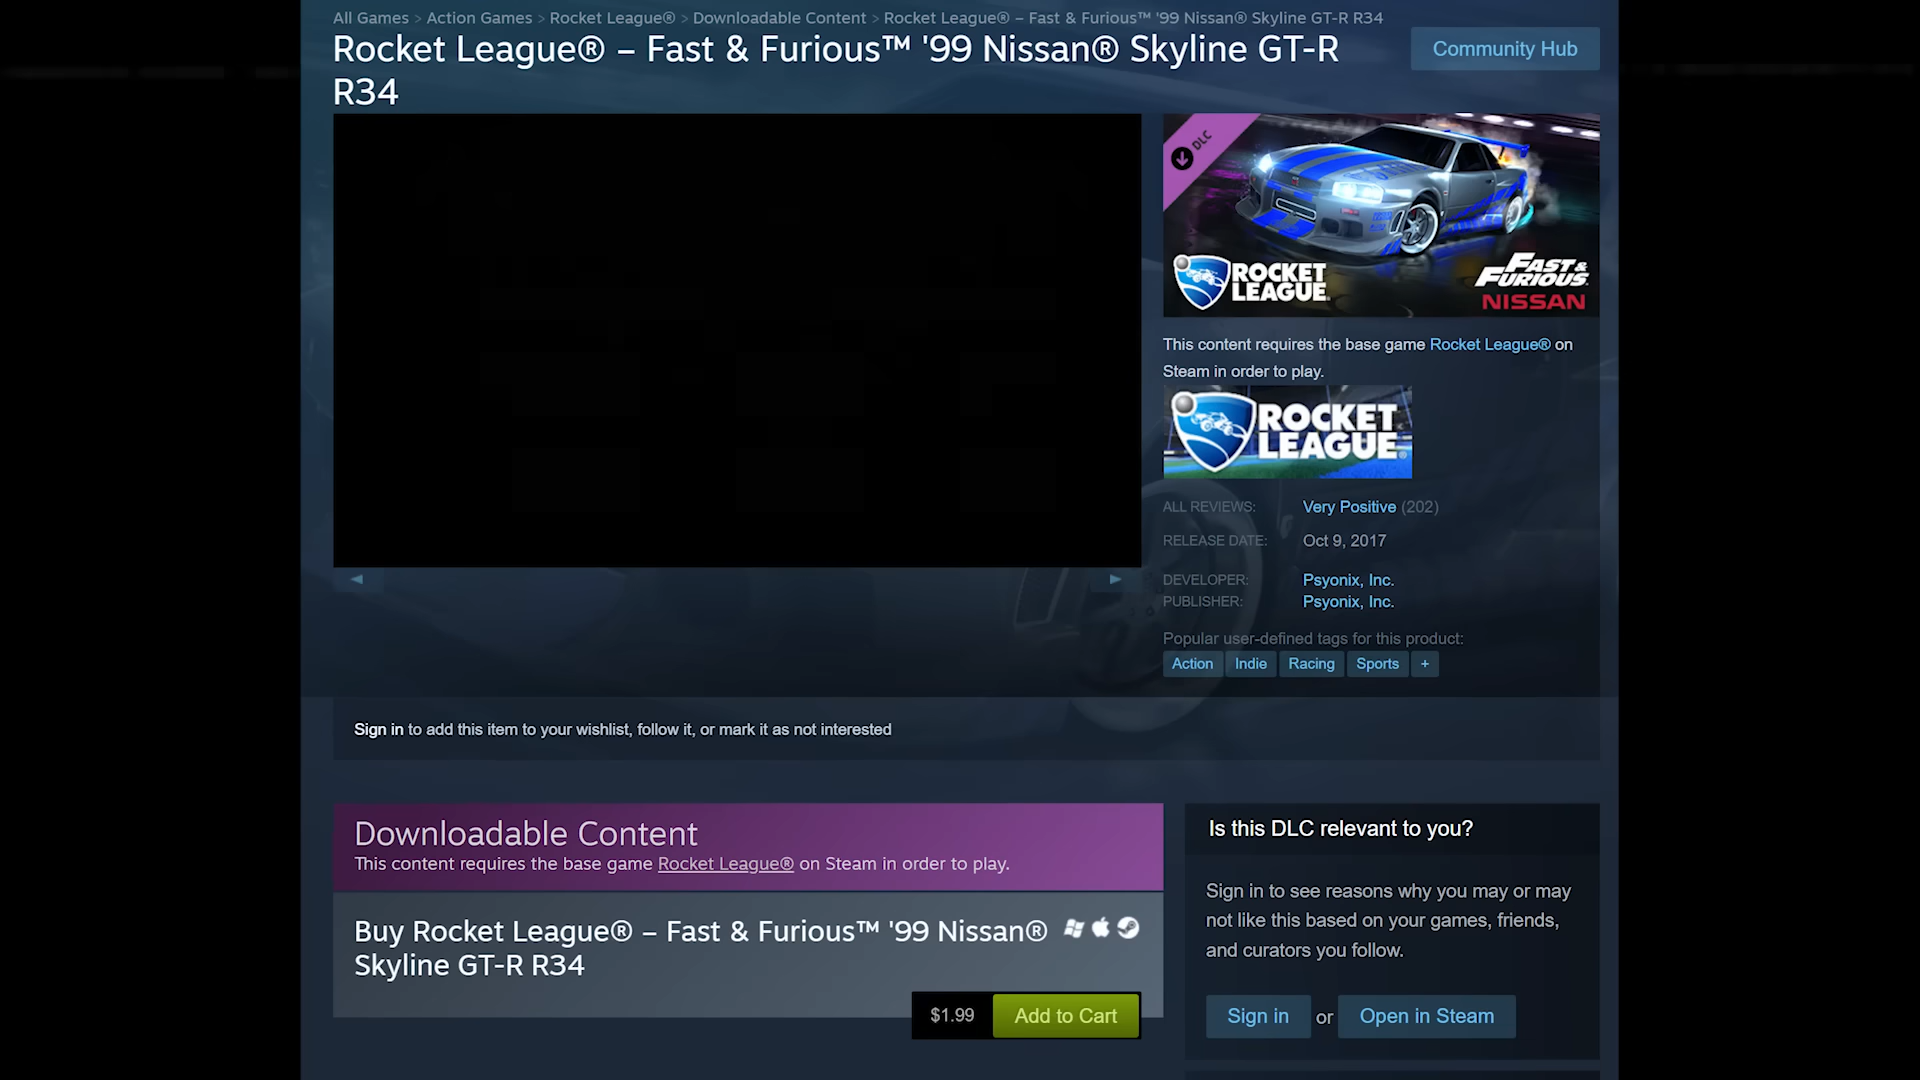 All Games > Action Games > Rocket League® > Downloadable Content > Rocket League® – Fast & Furious™ '99 Nissan® Skyline GT-R R34
Rocket League® – Fast & Furious™ '99 Nissan® Skyline GT-R
R34
Community Hub
DLC
ROCKET
LEAGUE
FAST &
FURIOUS
NISSAN
This content requires the base game Rocket League® on
Steam in order to play.
ROCKET
LEAGUE®
ALL REVIEWS: Very Positive (202)
RELEASE DATE: Oct 9, 2017
DEVELOPER: Psyonix, Inc.
PUBLISHER: Psyonix, Inc.
Popular user-defined tags for this product:
Action Indie Racing Sports +
Sign in to add this item to your wishlist, follow it, or mark it as not interested
Downloadable Content
This content requires the base game Rocket League® on Steam in order to play.
Buy Rocket League® – Fast & Furious™ '99 Nissan®
Skyline GT-R R34
$1.99 Add to Cart
Is this DLC relevant to you?
Sign in to see reasons why you may or may
not like this based on your games, friends,
and curators you follow.
Sign in or Open in Steam